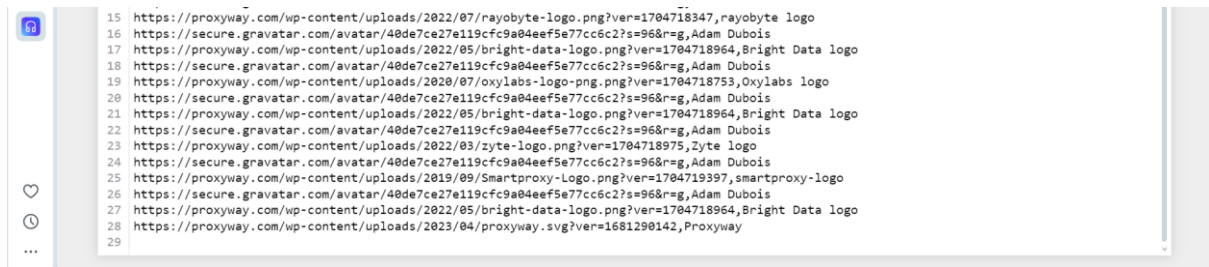 15 https://proxyway.com/wp-content/uploads/2022/07/rayobyte-logo.png?ver=1704718347,rayobyte logo
16 https://secure.gravatar.com/avatar/40de7ce27e119cfc9a04eef5e77cc6c2?s=96&r=g,Adam Dubois
17 https://proxyway.com/wp-content/uploads/2022/05/bright-data-logo.png?ver=1704718964,Bright Data logo
18 https://secure.gravatar.com/avatar/40de7ce27e119cfc9a04eef5e77cc6c2?s=96&r=g,Adam Dubois
19 https://proxyway.com/wp-content/uploads/2020/07/oxylabs-logo-png.png?ver=1704718753,Oxylabs logo
20 https://secure.gravatar.com/avatar/40de7ce27e119cfc9a04eef5e77cc6c2?s=96&r=g,Adam Dubois
21 https://proxyway.com/wp-content/uploads/2022/05/bright-data-logo.png?ver=1704718964,Bright Data logo
22 https://secure.gravatar.com/avatar/40de7ce27e119cfc9a04eef5e77cc6c2?s=96&r=g,Adam Dubois
23 https://proxyway.com/wp-content/uploads/2022/03/zyte-logo.png?ver=1704718975,Zyte logo
24 https://secure.gravatar.com/avatar/40de7ce27e119cfc9a04eef5e77cc6c2?s=96&r=g,Adam Dubois
25 https://proxyway.com/wp-content/uploads/2019/09/Smartproxy-Logo.png?ver=1704719397,smartproxy-logo
26 https://secure.gravatar.com/avatar/40de7ce27e119cfc9a04eef5e77cc6c2?s=96&r=g,Adam Dubois
27 https://proxyway.com/wp-content/uploads/2022/05/bright-data-logo.png?ver=1704718964,Bright Data logo
28 https://proxyway.com/wp-content/uploads/2023/04/proxyway.svg?ver=1681290142,Proxyway
29